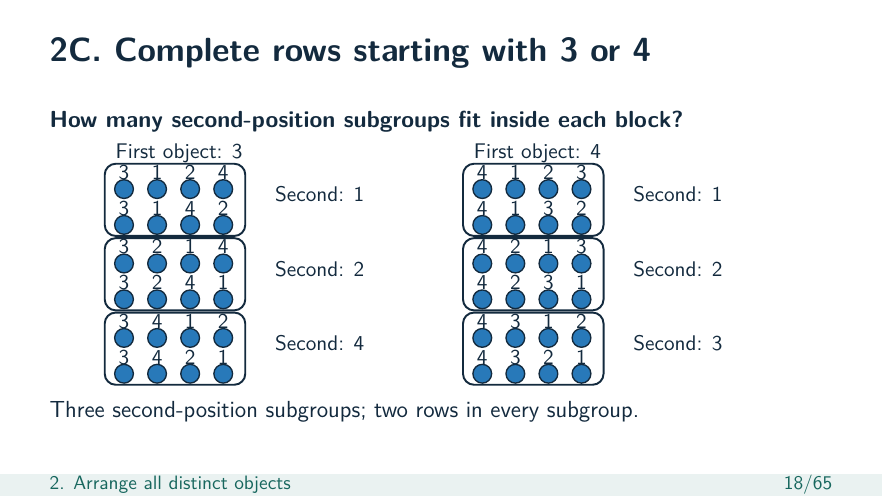 2C. Complete rows starting with 3 or 4
How many second-position subgroups fit inside each block?
First object: 3
3 1 2 4
3 1 4 2
Second: 1
3 2 1 4
3 2 4 1
Second: 2
3 4 1 2
3 4 2 1
Second: 4
First object: 4
4 1 2 3
4 1 3 2
Second: 1
4 2 1 3
4 2 3 1
Second: 2
4 3 1 2
4 3 2 1
Second: 3
Three second-position subgroups; two rows in every subgroup.
2. Arrange all distinct objects
18/65